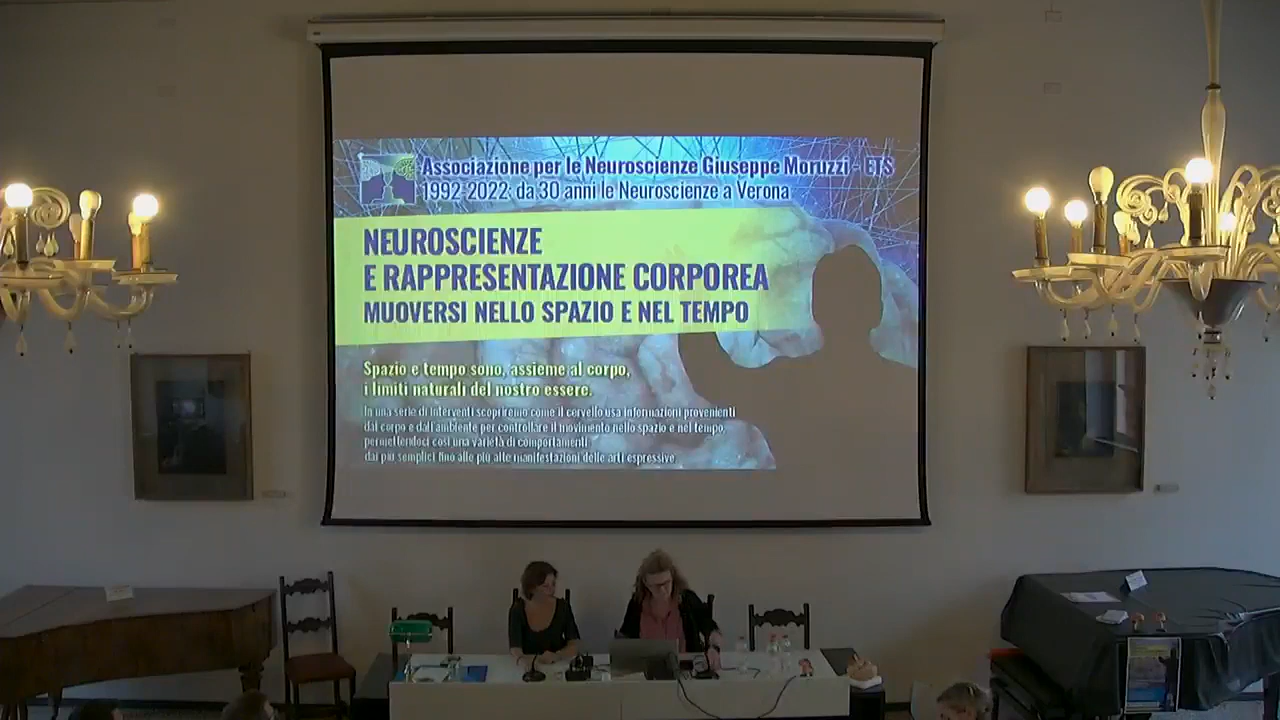 Associazione per le Neuroscienze Giuseppe Moruzzi - ETS
1992-2022: da 30 anni le Neuroscienze a Verona
NEUROSCIENZE
E RAPPRESENTAZIONE CORPOREA
MUOVERSI NELLO SPAZIO E NEL TEMPO
Spazio e tempo sono, assieme al corpo,
i limiti naturali del nostro essere.
In una serie di interventi scopriremo come il cervello usa informazioni provenienti
dal corpo e dall'ambiente per controllare il movimento nello spazio e nel tempo,
permettendoci così una varietà di comportamenti:
dai più semplici fino alle più alte manifestazioni delle arti espressive.